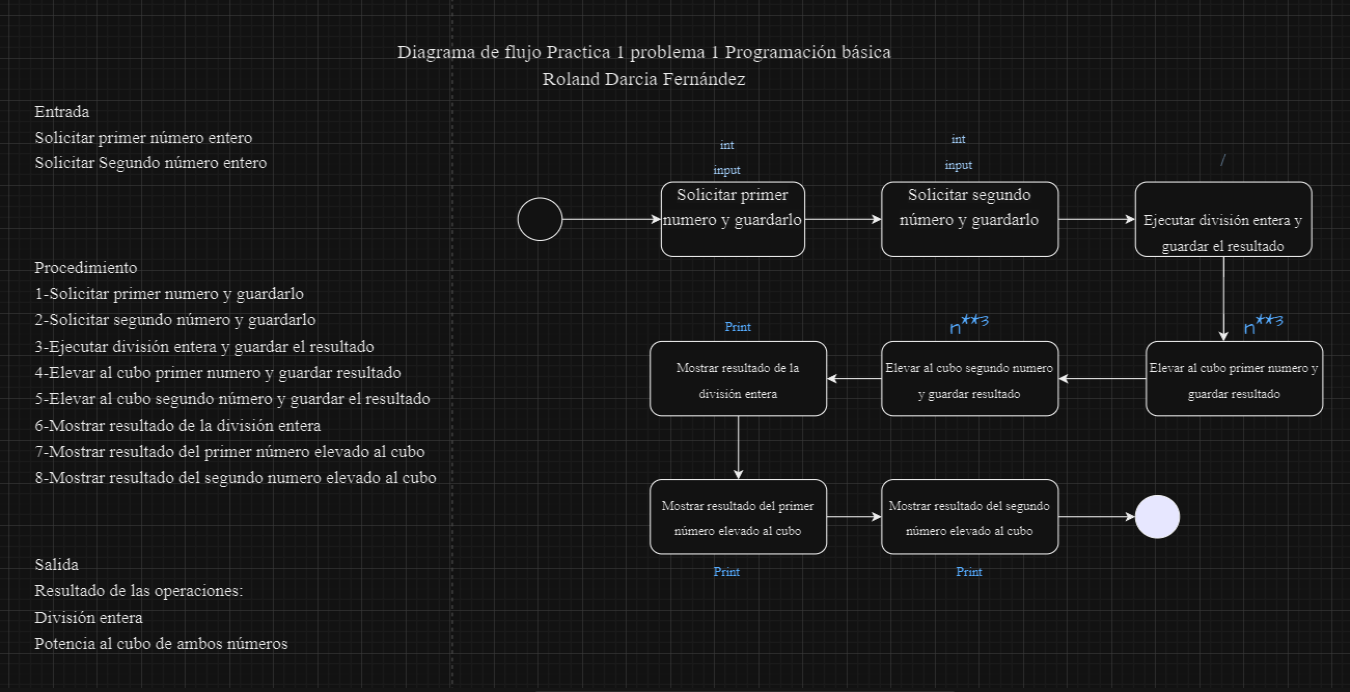 Diagrama de flujo Practica 1 problema 1 Programación básica
Roland Darcia Fernández
Entrada
Solicitar primer número entero
Solicitar Segundo número entero
Procedimiento
1-Solicitar primer numero y guardarlo
2-Solicitar segundo número y guardarlo
3-Ejecutar división entera y guardar el resultado
4-Elevar al cubo primer numero y guardar resultado
5-Elevar al cubo segundo número y guardar el resultado
6-Mostrar resultado de la división entera
7-Mostrar resultado del primer número elevado al cubo
8-Mostrar resultado del segundo numero elevado al cubo
Salida
Resultado de las operaciones:
División entera
Potencia al cubo de ambos números
int
input
Solicitar primer
numero y guardarlo
int
input
Solicitar segundo
número y guardarlo
/
Ejecutar división entera y
guardar el resultado
n**3
Elevar al cubo primer numero y
guardar resultado
n**3
Elevar al cubo segundo numero
y guardar resultado
Print
Mostrar resultado de la
división entera
Mostrar resultado del primer
número elevado al cubo
Print
Mostrar resultado del segundo
número elevado al cubo
Print